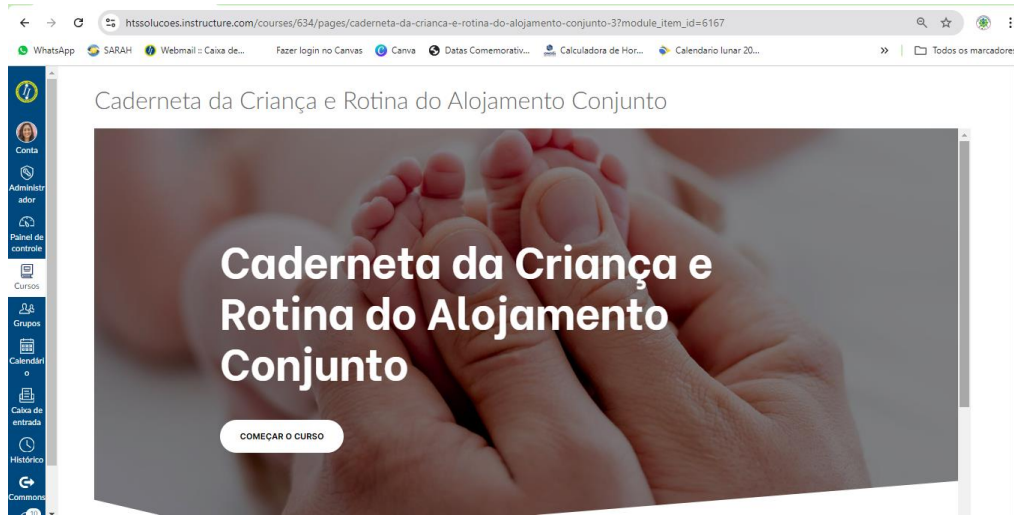 htssolucoes.instructure.com/courses/634/pages/caderneta-da-crianca-e-rotina-do-alojamento-conjunto-3?module_item_id=6167
WhatsApp SARAH Webmail :: Caixa de... Fazer login no Canvas Canva Datas Comemorativ... Calculadora de Hor... Calendario lunar 20... » Todos os marcadores
Caderneta da Criança e Rotina do Alojamento Conjunto
Conta
Administr
ador
Painel de
controle
Cursos
Grupos
Calendári
o
Caixa de
entrada
Histórico
Commons
10
Caderneta da Criança e
Rotina do Alojamento
Conjunto
COMEÇAR O CURSO